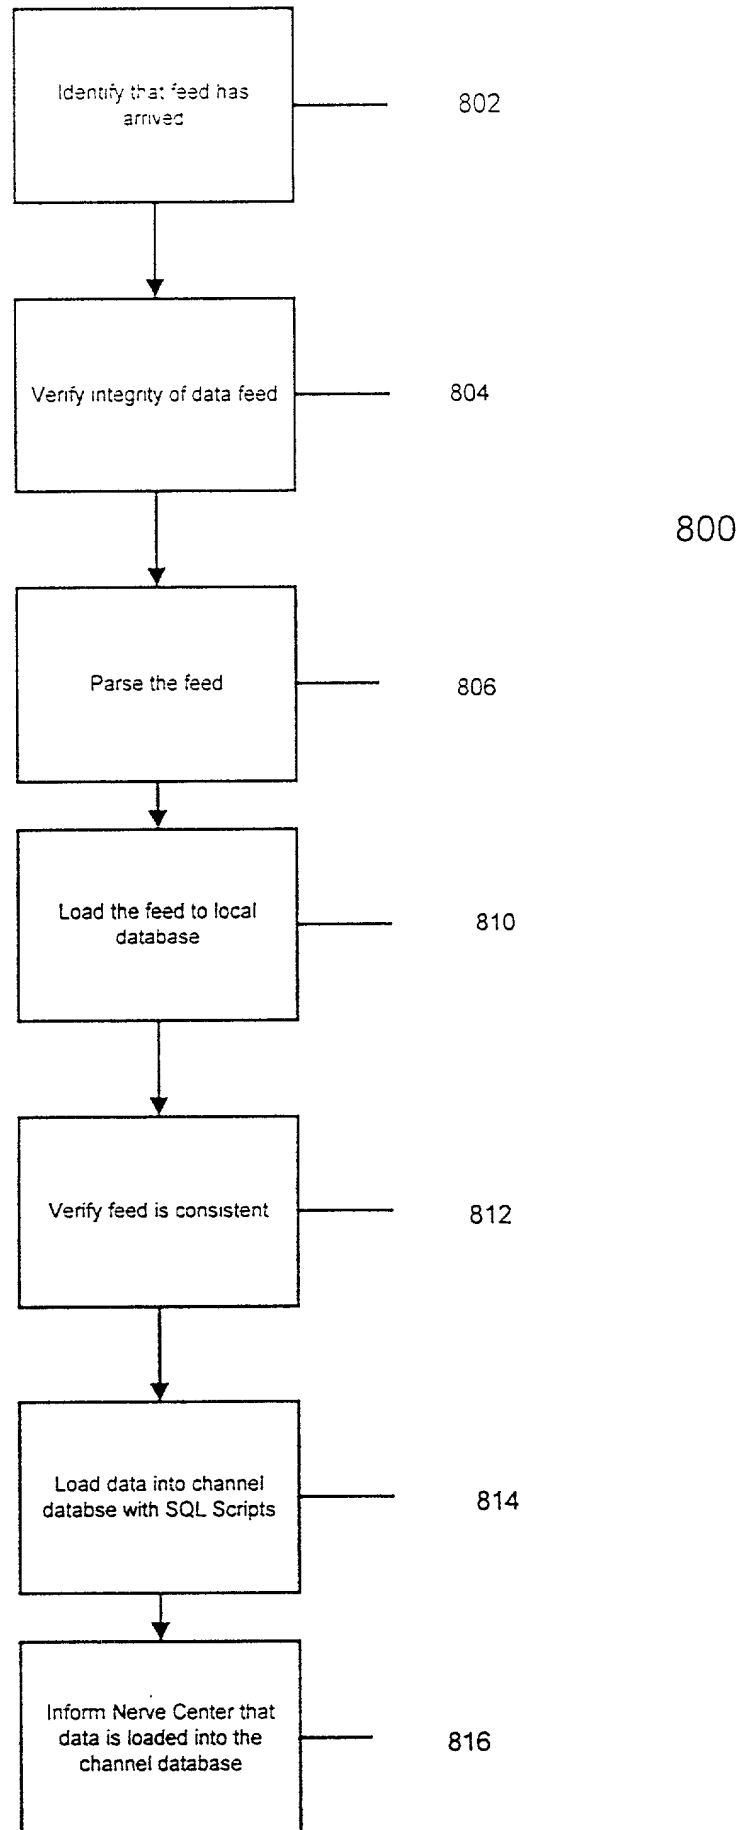 Identify that feed has
arrived
802
Verify integrity of data feed
804
800
Parse the feed
806
Load the feed to local
database
810
Verify feed is consistent
812
Load data into channel
databse with SQL Scripts
814
Inform Nerve Center that
data is loaded into the
channel database
816